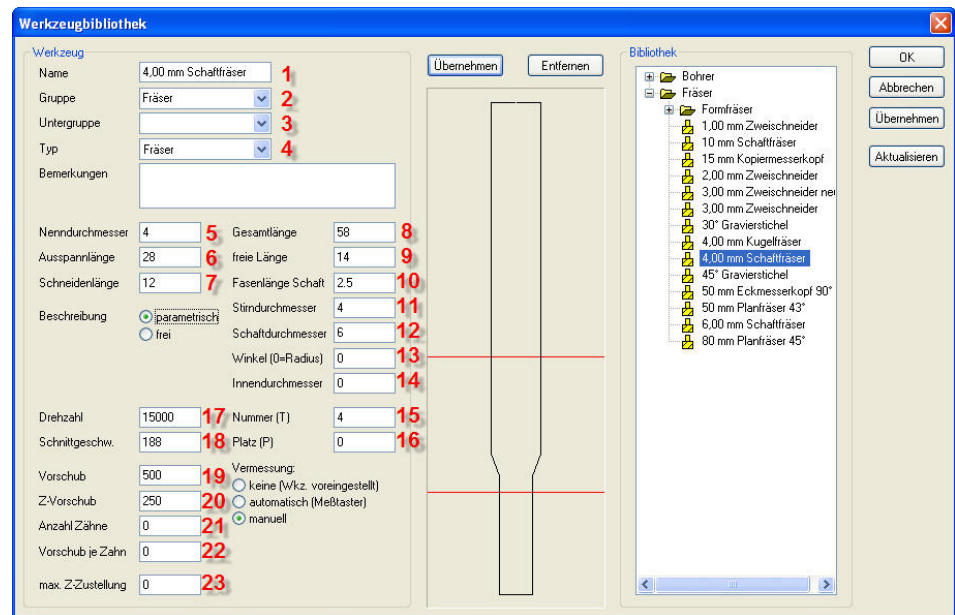 Werkzeugbibliothek
Werkzeug
Name 4,00 mm Schaftfräser 1
Gruppe Fräser 2
Untergruppe 3
Typ Fräser 4
Bemerkungen
Nenndurchmesser 4 5 Gesamtlänge 58 8
Ausspannlänge 28 6 freie Länge 14 9
Schneidenlänge 12 7 Fasenlänge Schaft 2.5 10
Stirndurchmesser 4 11
Beschreibung parametrisch
frei
Schaftdurchmesser 6 12
Winkel (0=Radius) 0 13
Innendurchmesser 0 14
Drehzahl 15000 17 Nummer (T) 4 15
Schnittgeschw. 188 18 Platz (P) 0 16
Vorschub 500 19
Z-Vorschub 250 20
Anzahl Zähne 0 21
Vorschub je Zahn 0 22
max. Z-Zustellung 0 23
Vermessung:
keine (Wkz. voreingestellt)
automatisch (Meßtaster)
manuell
Übernehmen Entfernen
Bibliothek
Bohrer
Fräser
Formfräser
1,00 mm Zweischneider
10 mm Schaftfräser
15 mm Kopiermesserkopf
2,00 mm Zweischneider
3,00 mm Zweischneider neu
3,00 mm Zweischneider
30° Gravierstichel
4,00 mm Kugelfräser
4,00 mm Schaftfräser
45° Gravierstichel
50 mm Eckmesserkopf 90°
50 mm Planfräser 43°
6,00 mm Schaftfräser
80 mm Planfräser 45°
OK
Abbrechen
Übernehmen
Aktualisieren